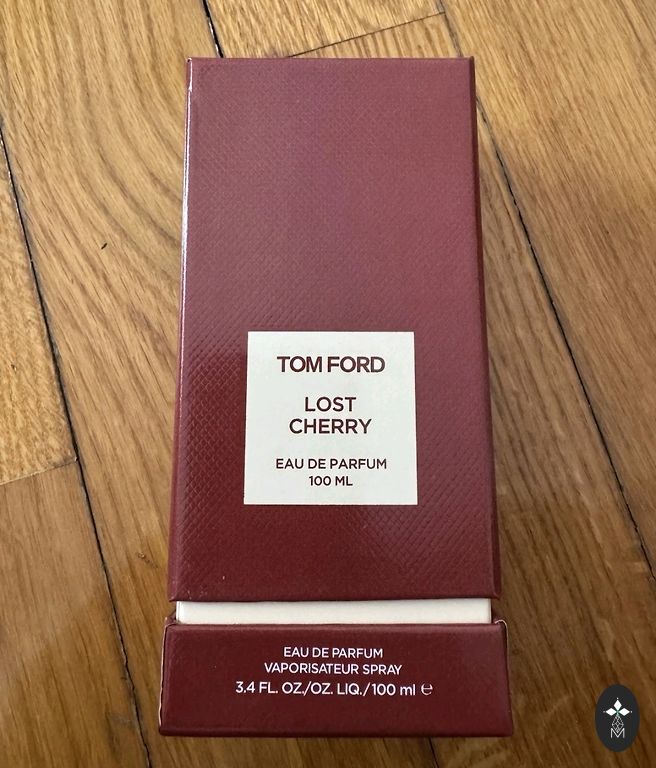 TOM FORD
LOST
CHERRY
EAU DE PARFUM
100 ML
EAU DE PARFUM
VAPORISATEUR SPRAY
3.4 FL. OZ./OZ. LIQ./100 ml ℮
M